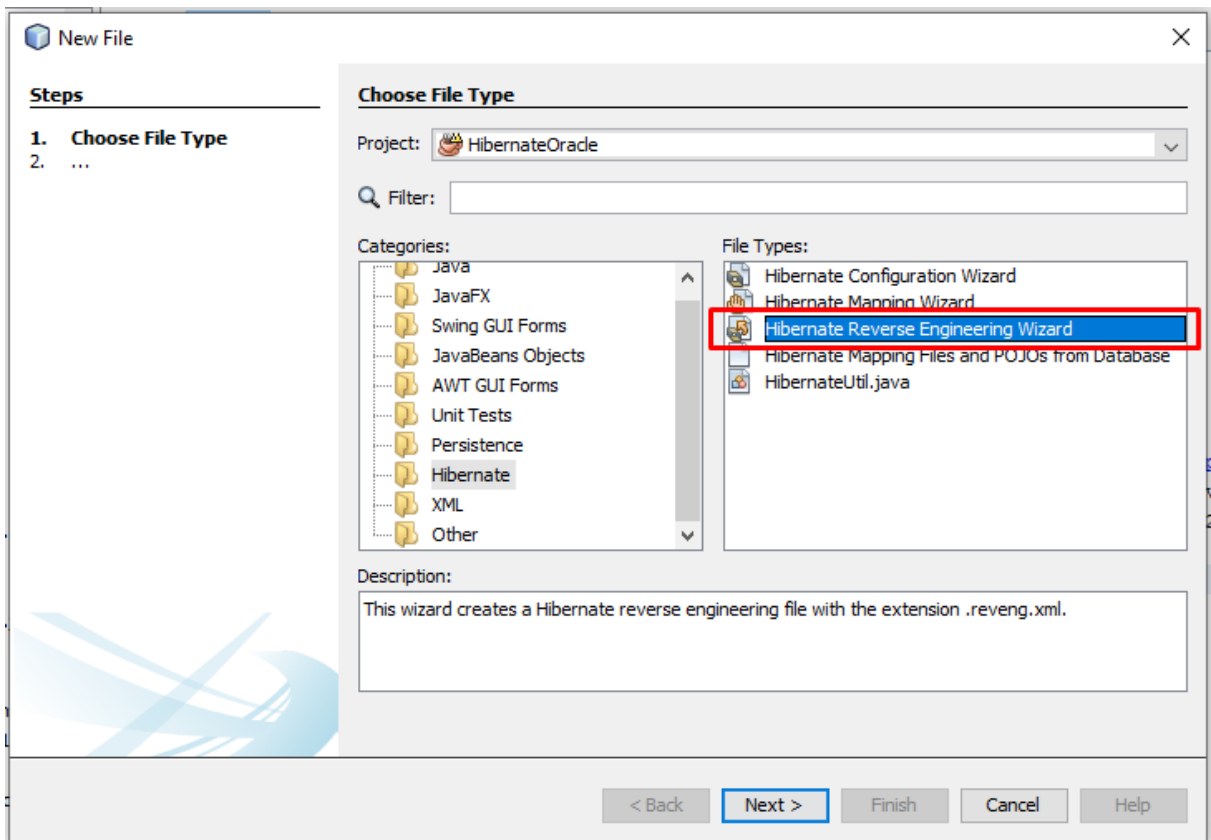 New File
Steps
1. Choose File Type
2. ...
Choose File Type
Project: HibernateOracle
Filter:
Categories:
Java
JavaFX
Swing GUI Forms
JavaBeans Objects
AWT GUI Forms
Unit Tests
Persistence
Hibernate
XML
Other
File Types:
Hibernate Configuration Wizard
Hibernate Mapping Wizard
Hibernate Reverse Engineering Wizard
Hibernate Mapping Files and POJOs from Database
HibernateUtil.java
Description:
This wizard creates a Hibernate reverse engineering file with the extension .reveng.xml.
< Back
Next >
Finish
Cancel
Help